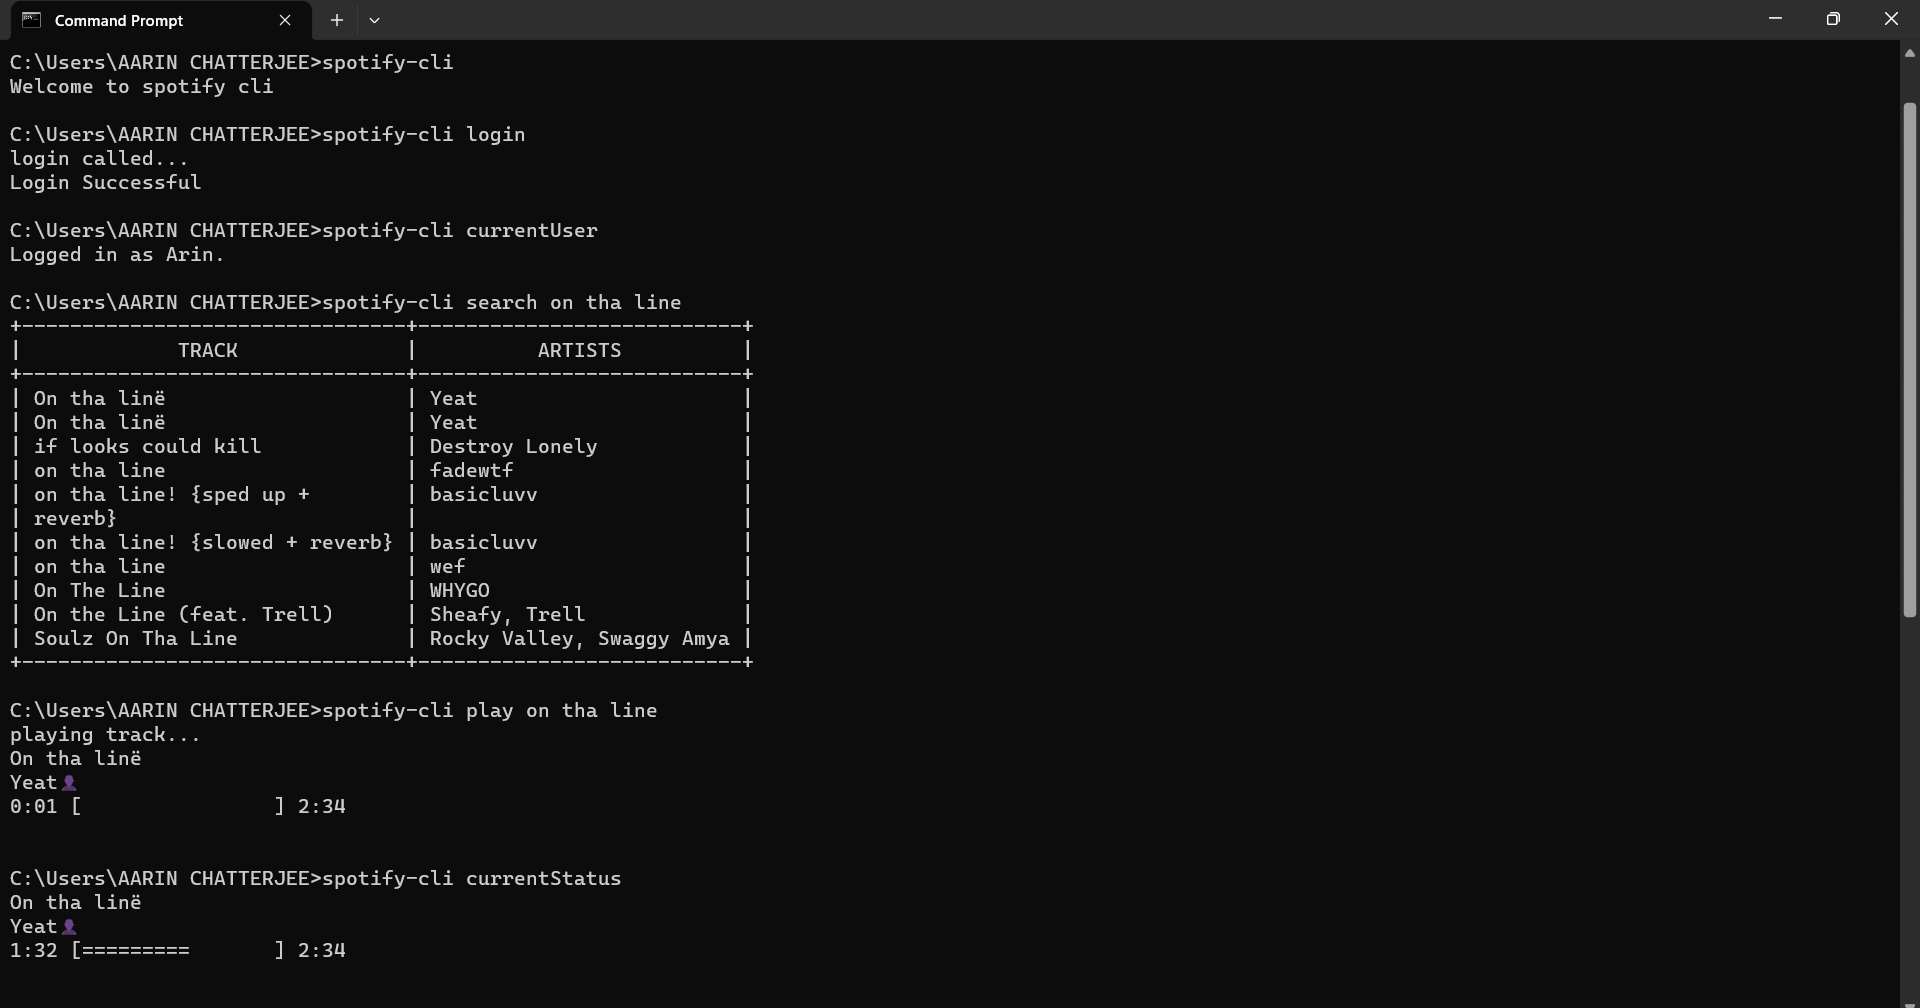 Command Prompt
C:\Users\AARIN CHATTERJEE>spotify-cli
Welcome to spotify cli
C:\Users\AARIN CHATTERJEE>spotify-cli login
login called...
Login Successful
C:\Users\AARIN CHATTERJEE>spotify-cli currentUser
Logged in as Arin.
C:\Users\AARIN CHATTERJEE>spotify-cli search on tha line
+--------------------------------+---------------------------+
| TRACK | ARTISTS |
+--------------------------------+---------------------------+
| On tha linë | Yeat |
| On tha linë | Yeat |
| if looks could kill | Destroy Lonely |
| on tha line | fadewtf |
| on tha line! {sped up + | basicluvv |
| reverb} | |
| on tha line! {slowed + reverb} | basicluvv |
| on tha line | wef |
| On The Line | WHYGO |
| On the Line (feat. Trell) | Sheafy, Trell |
| Soulz On Tha Line | Rocky Valley, Swaggy Amya |
+--------------------------------+---------------------------+
C:\Users\AARIN CHATTERJEE>spotify-cli play on tha line
playing track...
On tha linë
Yeat👤
0:01 [                ] 2:34
C:\Users\AARIN CHATTERJEE>spotify-cli currentStatus
On tha linë
Yeat👤
1:32 [=========       ] 2:34